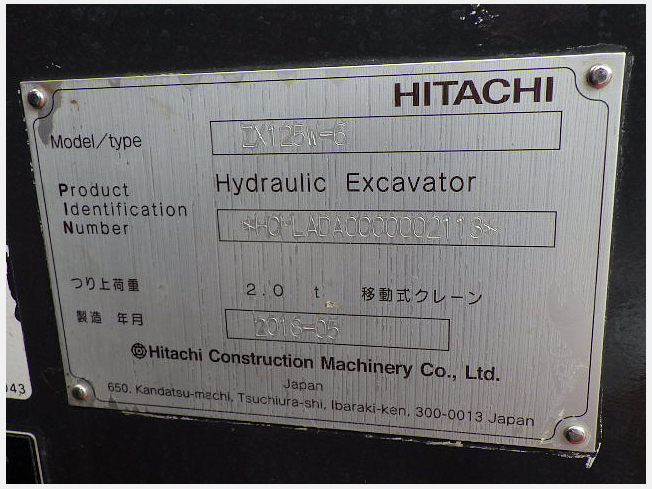 HITACHI
Model/type ZX125W-6
Hydraulic Excavator
Product
Identification
Number
*HCMLADA0000002113*
つり上荷重 2.0 t 移動式クレーン
製造 年月 2018-05
Hitachi Construction Machinery Co., Ltd.
Japan
650, Kandatsu-machi, Tsuchiura-shi, Ibaraki-ken, 300-0013 Japan
043